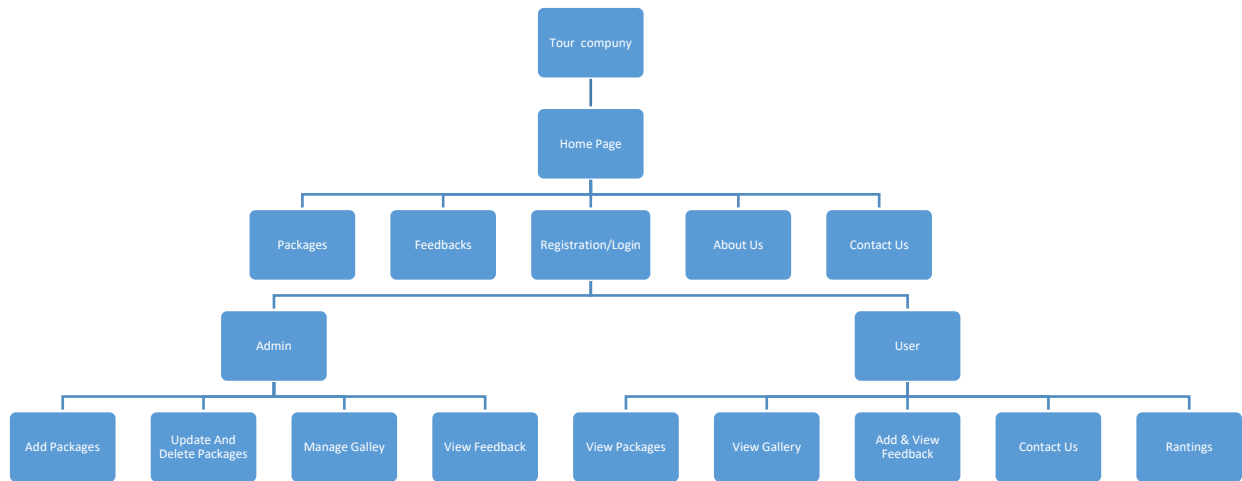 Tour compuny
Home Page
Packages
Feedbacks
Registration/Login
About Us
Contact Us
Admin
User
Add Packages
Update And
Delete Packages
Manage Galley
View Feedback
View Packages
View Gallery
Add & View
Feedback
Contact Us
Rantings